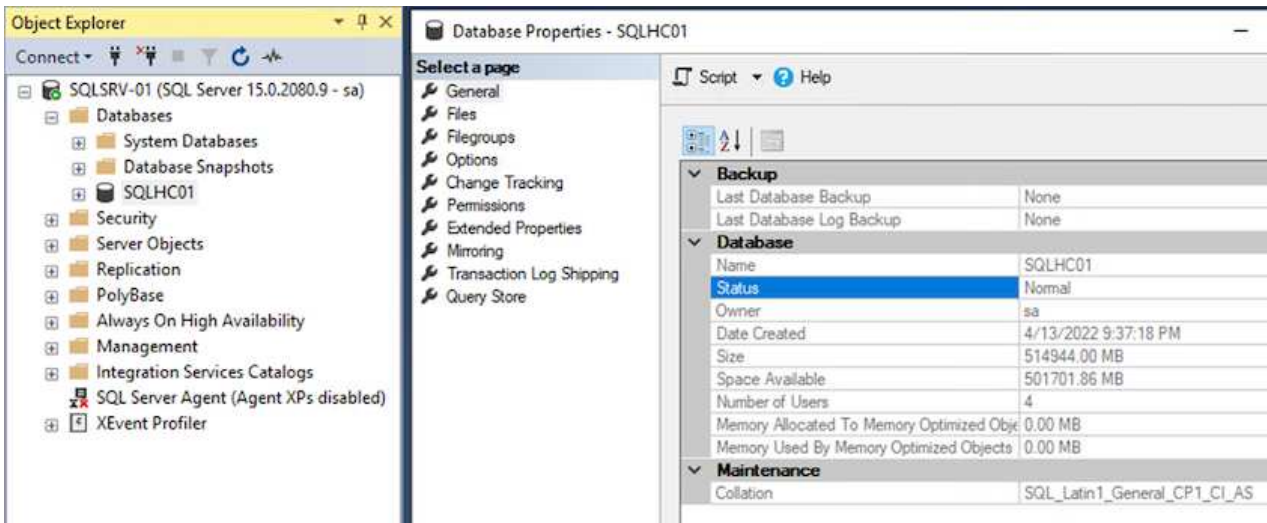 Object Explorer
Connect
SQLSRV-01 (SQL Server 15.0.2080.9 - sa)
Databases
System Databases
Database Snapshots
SQLHC01
Security
Server Objects
Replication
PolyBase
Always On High Availability
Management
Integration Services Catalogs
SQL Server Agent (Agent XPs disabled)
XEvent Profiler
Database Properties - SQLHC01
Select a page
General
Files
Filegroups
Options
Change Tracking
Permissions
Extended Properties
Mirroring
Transaction Log Shipping
Query Store
Script Help
Backup
Last Database Backup None
Last Database Log Backup None
Database
Name SQLHC01
Status Normal
Owner sa
Date Created 4/13/2022 9:37:18 PM
Size 514944.00 MB
Space Available 501701.86 MB
Number of Users 4
Memory Allocated To Memory Optimized Obje 0.00 MB
Memory Used By Memory Optimized Objects 0.00 MB
Maintenance
Collation SQL_Latin1_General_CP1_CI_AS